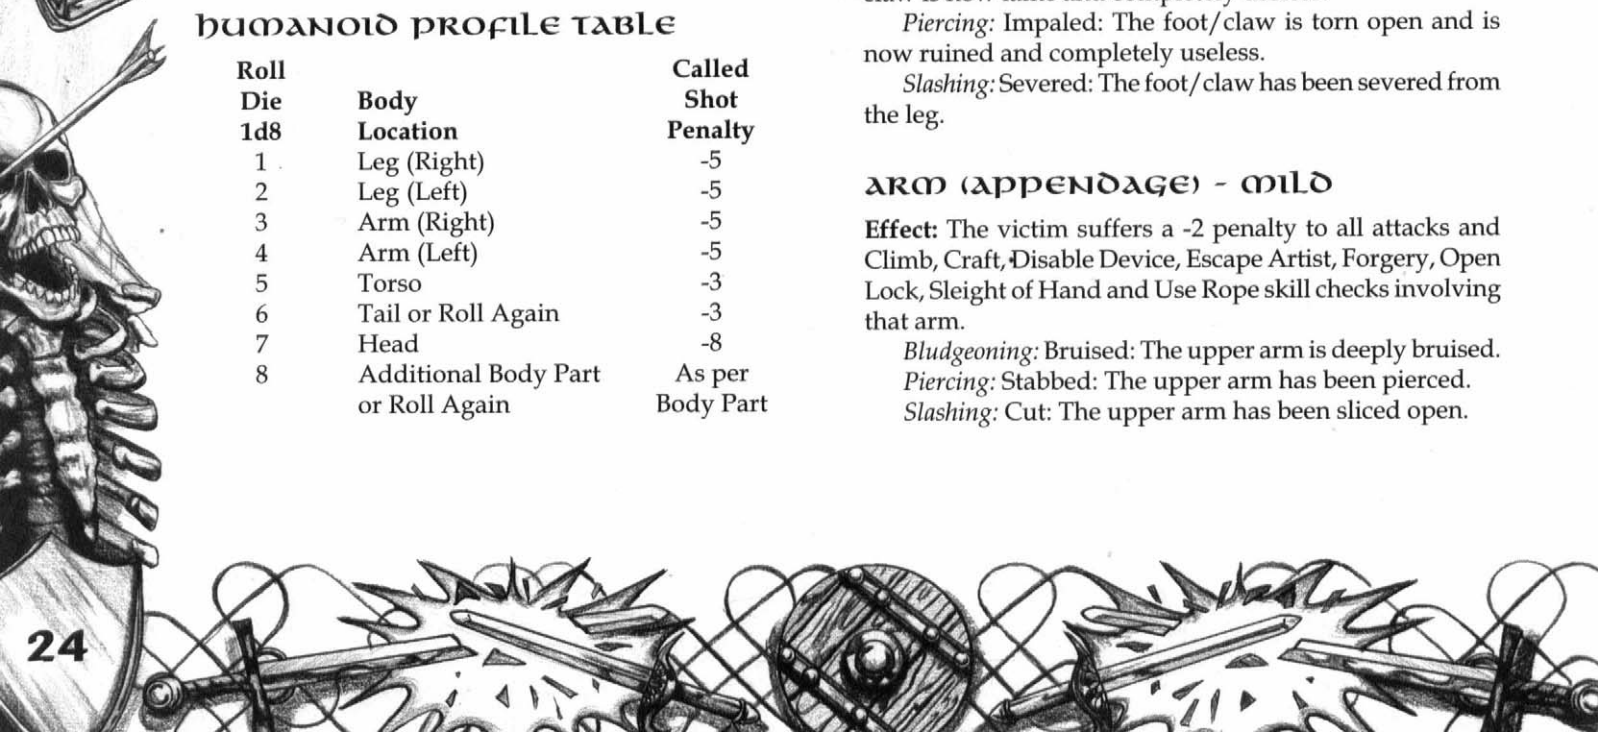 HUMANOID PROFILE TABLE
Roll Called
Die Body Shot
1d8 Location Penalty
1 Leg (Right) -5
2 Leg (Left) -5
3 Arm (Right) -5
4 Arm (Left) -5
5 Torso -3
6 Tail or Roll Again -3
7 Head -8
8 Additional Body Part As per
or Roll Again Body Part
Piercing: Impaled: The foot/claw is torn open and is
now ruined and completely useless.
Slashing: Severed: The foot/claw has been severed from
the leg.
ARM (APPENDAGE) - MILD
Effect: The victim suffers a -2 penalty to all attacks and
Climb, Craft, Disable Device, Escape Artist, Forgery, Open
Lock, Sleight of Hand and Use Rope skill checks involving
that arm.
Bludgeoning: Bruised: The upper arm is deeply bruised.
Piercing: Stabbed: The upper arm has been pierced.
Slashing: Cut: The upper arm has been sliced open.
24